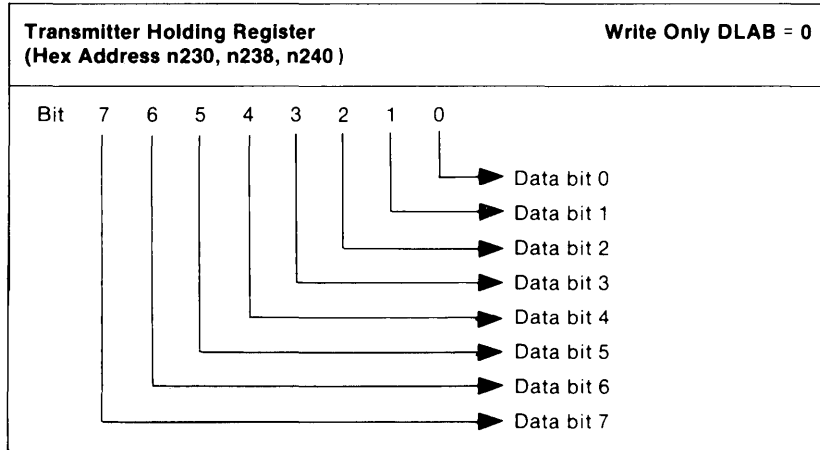 Transmitter Holding Register Write Only DLAB = 0
(Hex Address n230, n238, n240)
Bit 7 6 5 4 3 2 1 0
Data bit 0
Data bit 1
Data bit 2
Data bit 3
Data bit 4
Data bit 5
Data bit 6
Data bit 7